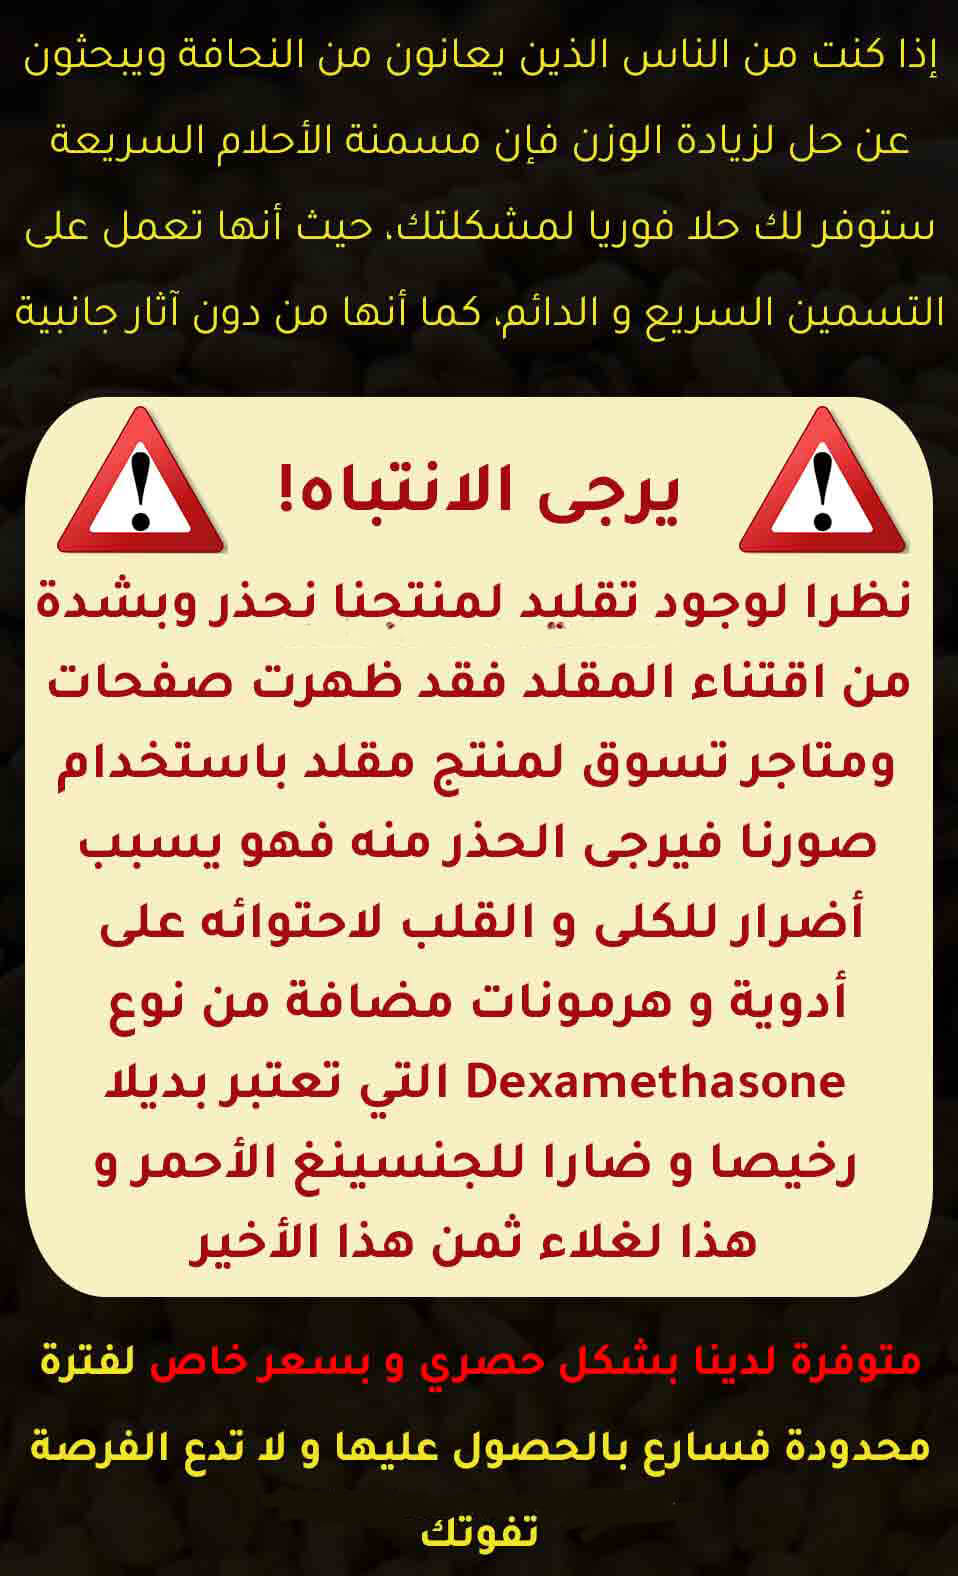 إذا كنت من الناس الذين يعانون من النحافة ويبحثون
عن حل لزيادة الوزن فإن مسمنة الأحلام السريعة
ستوفر لك حلا فوريا لمشكلتك، حيث أنها تعمل على
التسمين السريع و الدائم، كما أنها من دون آثار جانبية
يرجى الانتباه!
نظرا لوجود تقليد لمنتجنا نحذر وبشدة
من اقتناء المقلد فقد ظهرت صفحات
ومتاجر تسوق لمنتج مقلد باستخدام
صورنا فيرجى الحذر منه فهو يسبب
أضرار للكلى و القلب لاحتوائه على
أدوية و هرمونات مضافة من نوع
Dexamethasone التي تعتبر بديلا
رخيصا و ضارا للجنسينغ الأحمر و
هذا لغلاء ثمن هذا الأخير
متوفرة لدينا بشكل حصري و بسعر خاص لفترة
محدودة فسارع بالحصول عليها و لا تدع الفرصة
تفوتك